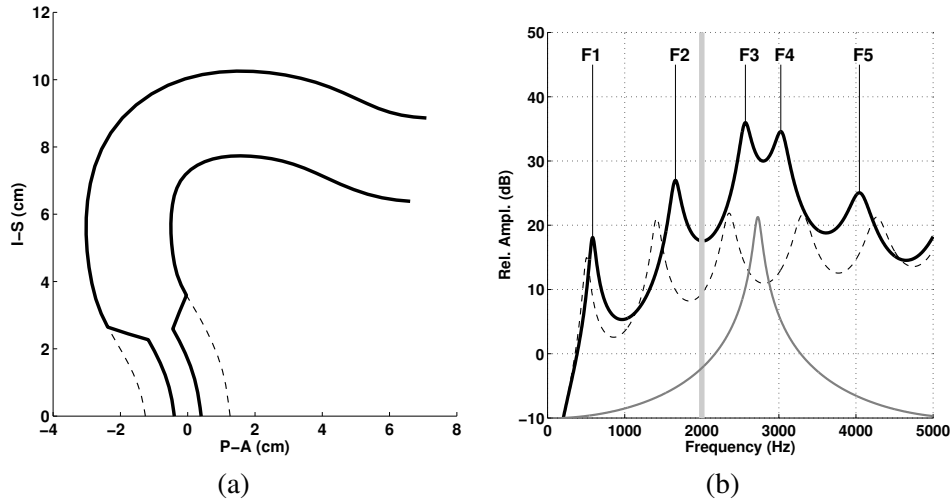 12
10
8
6
4
2
0
I−S (cm)
−4 −2 0 2 4 6 8
P−A (cm)
(a)
50
40
30
20
10
0
−10
Rel. Ampl. (dB)
F1 F2 F3 F4 F5
0 1000 2000 3000 4000 5000
Frequency (Hz)
(b)